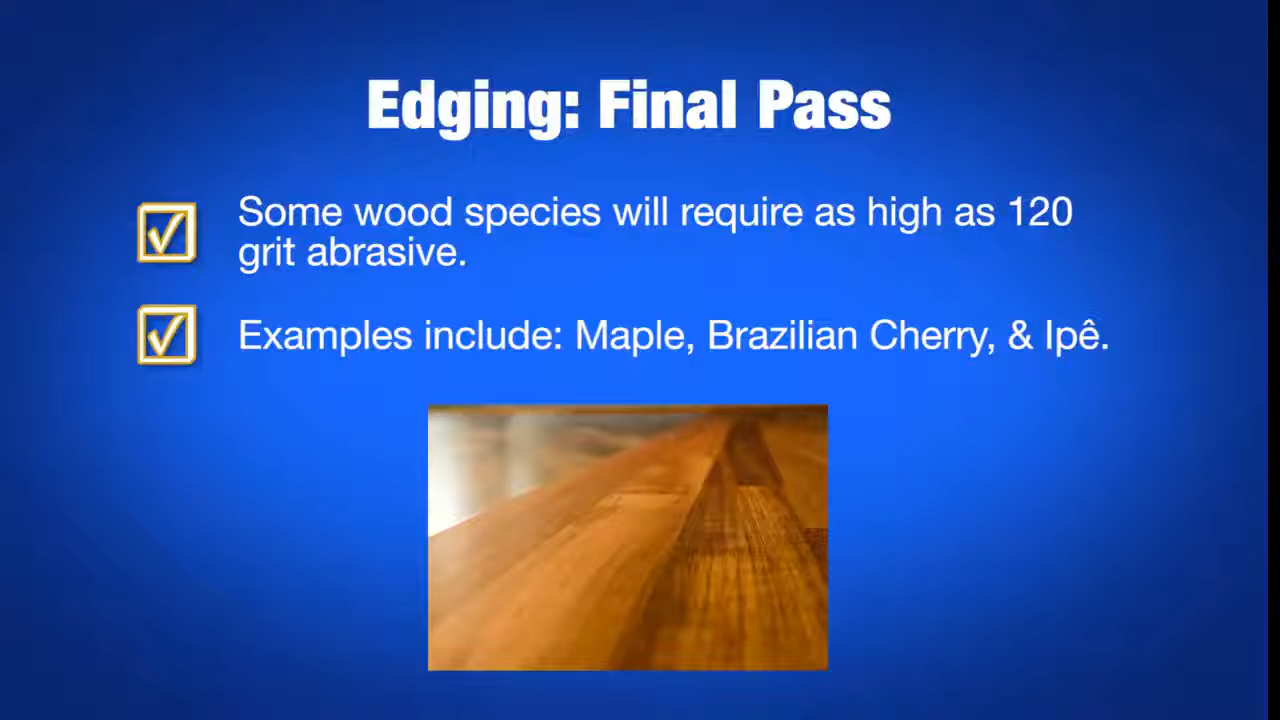 Edging: Final Pass
Some wood species will require as high as 120
grit abrasive.
Examples include: Maple, Brazilian Cherry, & Ipê.